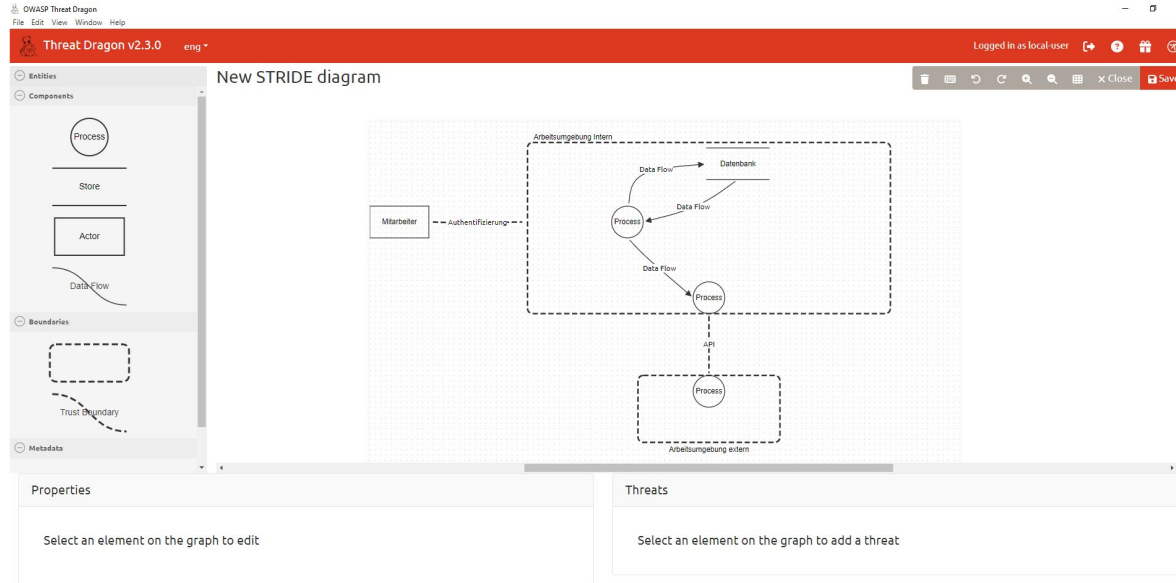 OWASP Threat Dragon
File Edit View Window Help
Threat Dragon v2.3.0 eng
Logged in as local-user
Entities
Components
Process
Store
Actor
Data Flow
Boundaries
Trust Boundary
Metadata
New STRIDE diagram
Close Save
Arbeitsumgebung Intern
Data Flow
Datenbank
Data Flow
Mitarbeiter
Authentifizierung
Process
Data Flow
Process
API
Process
Arbeitsumgebung extern
Properties
Select an element on the graph to edit
Threats
Select an element on the graph to add a threat